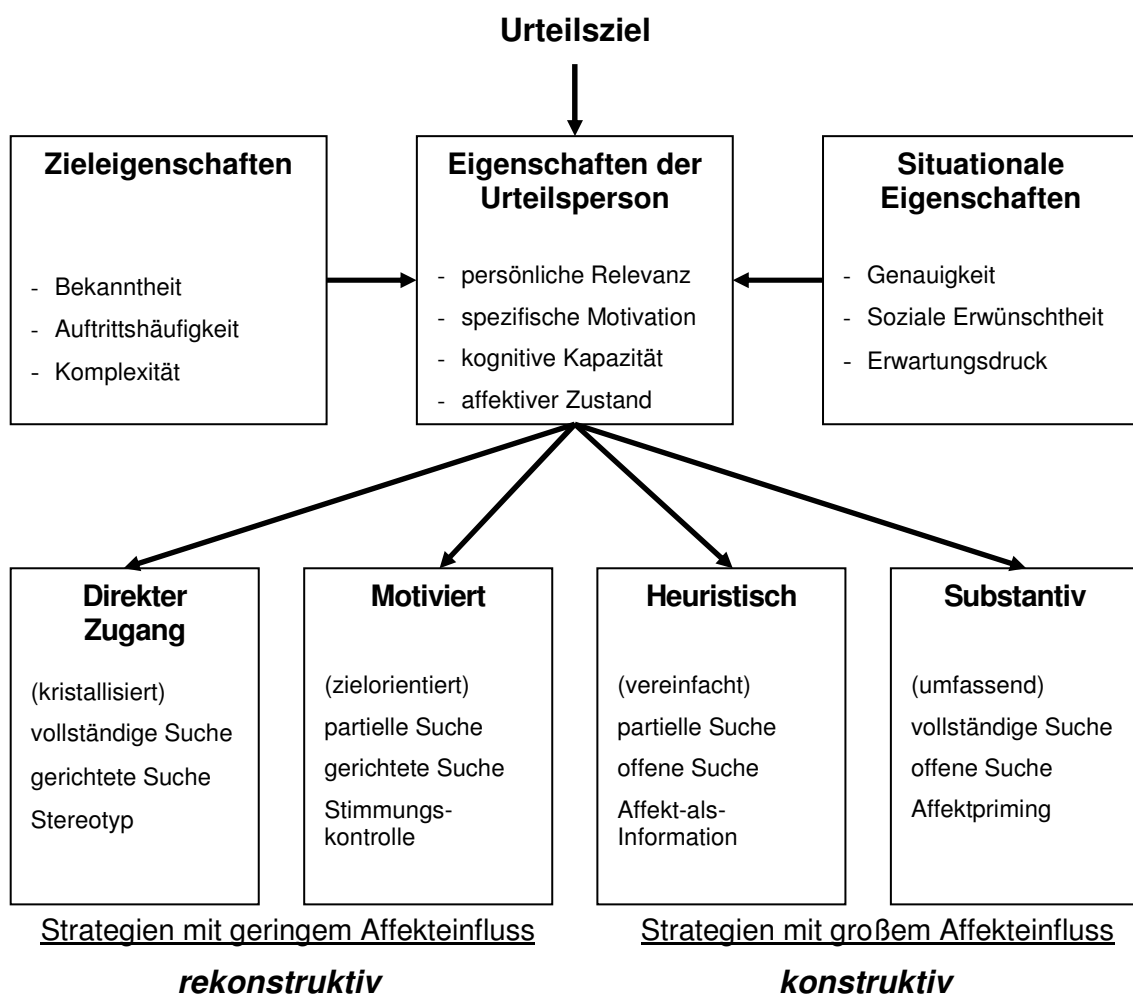 Urteilsziel
Zieleigenschaften
- Bekanntheit
- Auftrittshäufigkeit
- Komplexität
Eigenschaften der
Urteilsperson
- persönliche Relevanz
- spezifische Motivation
- kognitive Kapazität
- affektiver Zustand
Situationale
Eigenschaften
- Genauigkeit
- Soziale Erwünschtheit
- Erwartungsdruck
Direkter
Zugang
(kristallisiert)
vollständige Suche
gerichtete Suche
Stereotyp
Motiviert
(zielorientiert)
partielle Suche
gerichtete Suche
Stimmungs-
kontrolle
Heuristisch
(vereinfacht)
partielle Suche
offene Suche
Affekt-als-
Information
Substantiv
(umfassend)
vollständige Suche
offene Suche
Affektpriming
Strategien mit geringem Affekteinfluss
rekonstruktiv
Strategien mit großem Affekteinfluss
konstruktiv